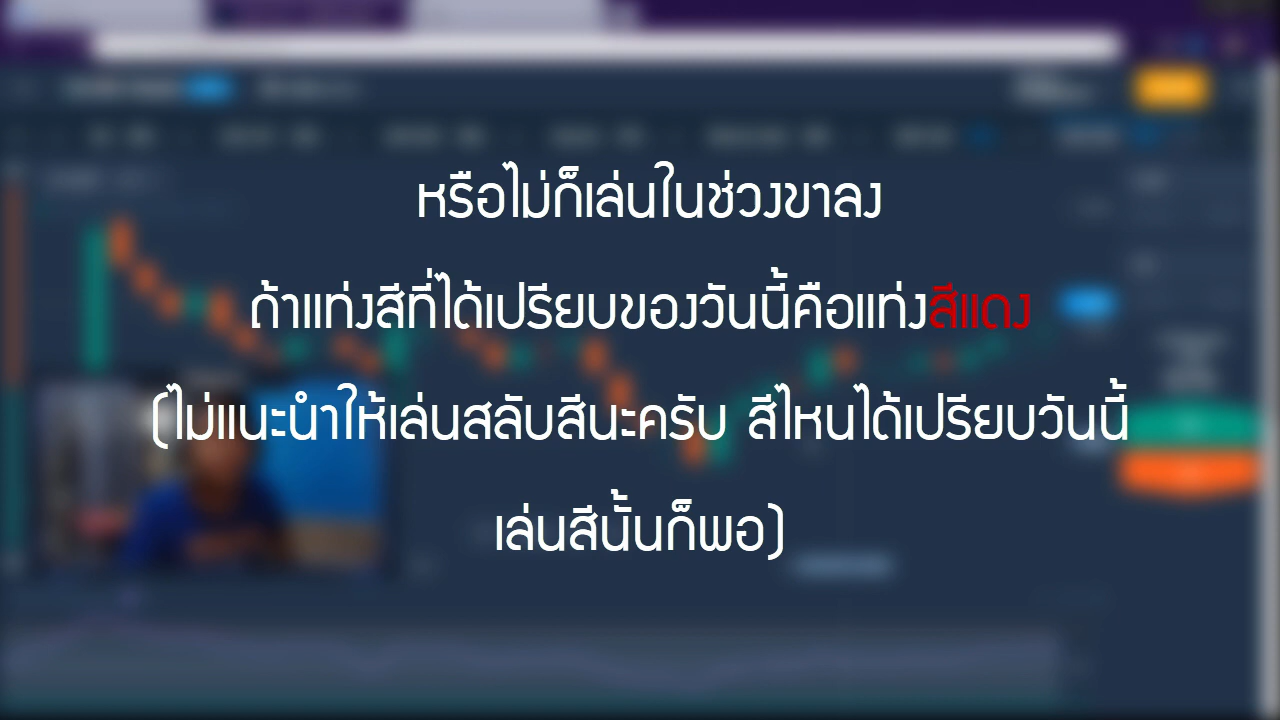 หรือไม่ก็เล่นในช่วงขาลง
ถ้าแท่งสีที่ได้เปรียบของวันนี้คือแท่งสีแดง
(ไม่แนะนำให้เล่นสลับสีนะครับ สีไหนได้เปรียบวันนี้
เล่นสีนั้นก็พอ)